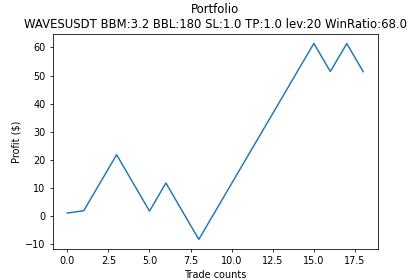 Portfolio
WAVESUSDT BBM:3.2 BBL:180 SL:1.0 TP:1.0 lev:20 WinRatio:68.0
60
50
40
30
20
10
0
−10
Profit ($)
0.0 2.5 5.0 7.5 10.0 12.5 15.0 17.5
Trade counts